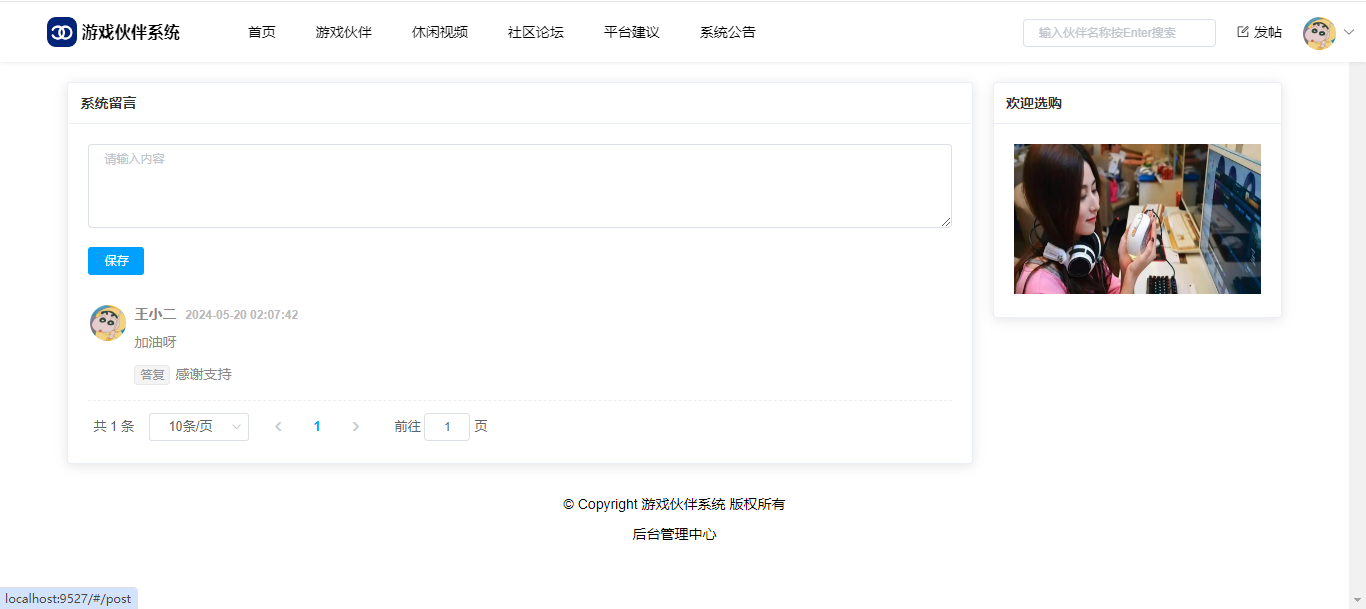 游戏伙伴系统 首页 游戏伙伴 休闲视频 社区论坛 平台建议 系统公告 输入伙伴名称按Enter搜索 发帖
系统留言
请输入内容
保存
王小二 2024-05-20 02:07:42
加油呀
答复 感谢支持
共 1 条 10条/页 1 前往 1 页
欢迎选购
© Copyright 游戏伙伴系统 版权所有
后台管理中心
localhost:9527/#/post